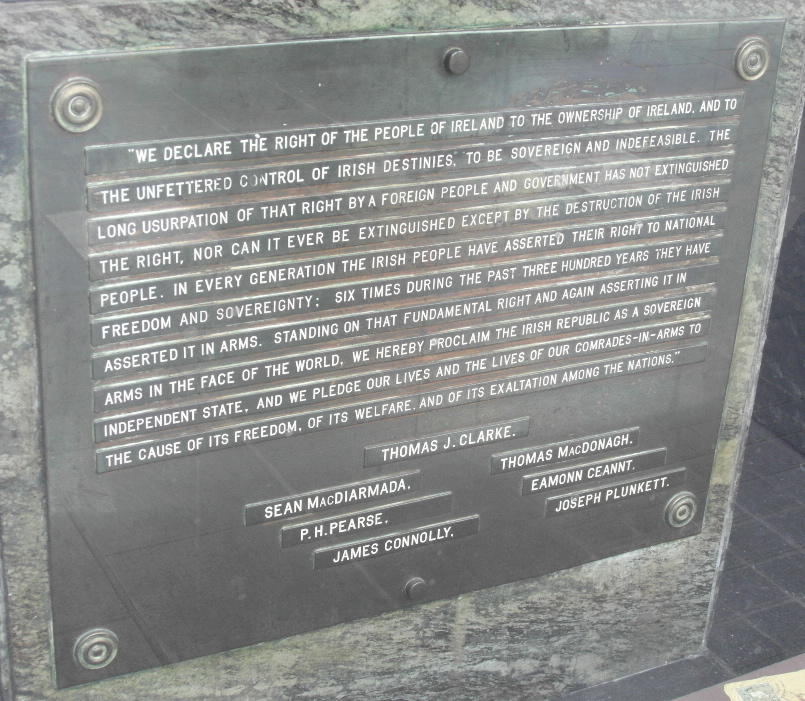 "WE DECLARE THE RIGHT OF THE PEOPLE OF IRELAND TO THE OWNERSHIP OF IRELAND, AND TO
THE UNFETTERED CONTROL OF IRISH DESTINIES, TO BE SOVEREIGN AND INDEFEASIBLE. THE
LONG USURPATION OF THAT RIGHT BY A FOREIGN PEOPLE AND GOVERNMENT HAS NOT EXTINGUISHED
THE RIGHT, NOR CAN IT EVER BE EXTINGUISHED EXCEPT BY THE DESTRUCTION OF THE IRISH
PEOPLE. IN EVERY GENERATION THE IRISH PEOPLE HAVE ASSERTED THEIR RIGHT TO NATIONAL
FREEDOM AND SOVEREIGNTY; SIX TIMES DURING THE PAST THREE HUNDRED YEARS THEY HAVE
ASSERTED IT IN ARMS. STANDING ON THAT FUNDAMENTAL RIGHT AND AGAIN ASSERTING IT IN
ARMS IN THE FACE OF THE WORLD, WE HEREBY PROCLAIM THE IRISH REPUBLIC AS A SOVEREIGN
INDEPENDENT STATE, AND WE PLEDGE OUR LIVES AND THE LIVES OF OUR COMRADES-IN-ARMS TO
THE CAUSE OF ITS FREEDOM, OF ITS WELFARE, AND OF ITS EXALTATION AMONG THE NATIONS."
THOMAS J. CLARKE.
SEAN MACDIARMADA.
P.H. PEARSE.
JAMES CONNOLLY.
THOMAS MACDONAGH.
EAMONN CEANNT.
JOSEPH PLUNKETT.